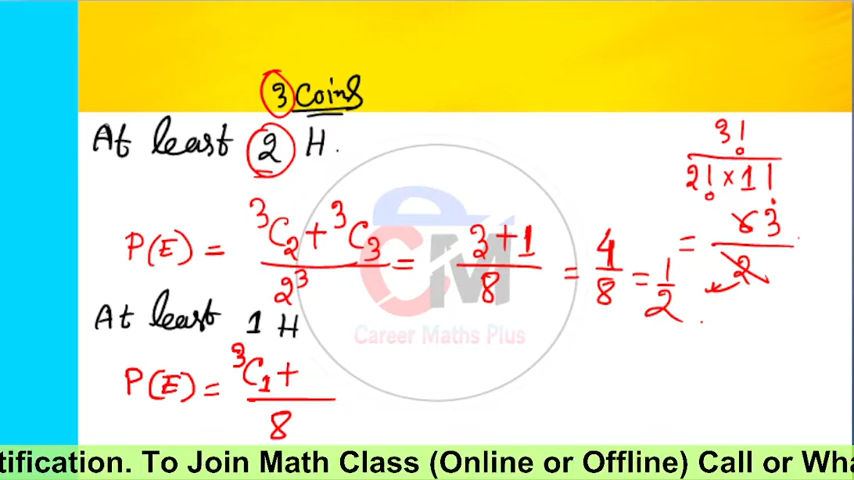 3 Coins
At least 2 H.
3!
2! × 1!
P(E) = ³C₂ + ³C₃ / 2³ = 3 + 1 / 8 = 4 / 8 = 1 / 2 .
= 6 3 / 2
At least 1 H
P(E) = ³C₁ + / 8
CM
Career Maths Plus
tification. To Join Math Class (Online or Offline) Call or Wha